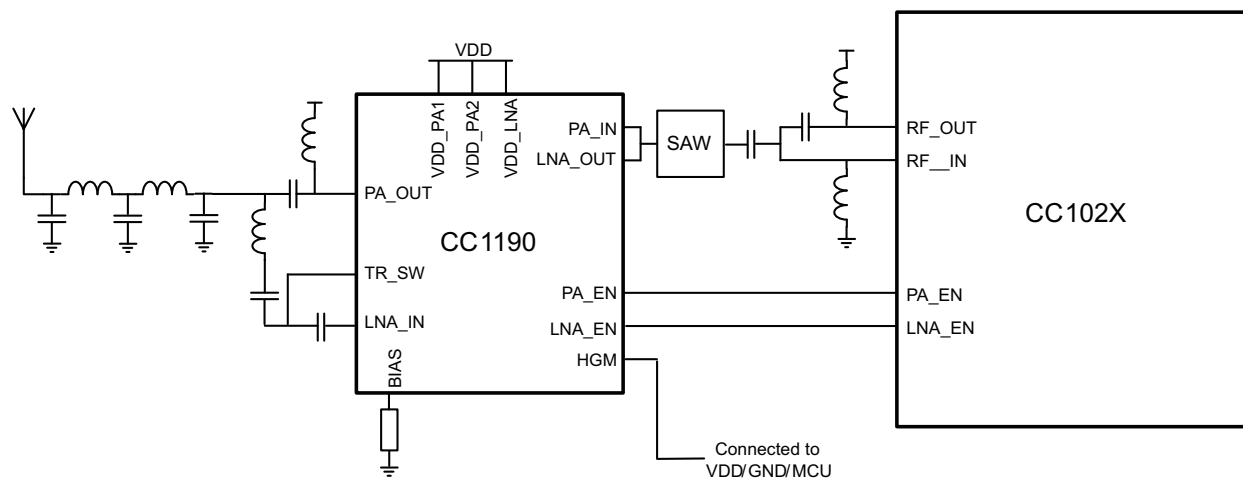 VDD
VDD_PA1
VDD_PA2
VDD_LNA
PA_IN
LNA_OUT
SAW
RF_OUT
RF__IN
PA_OUT
CC1190
CC102X
TR_SW
LNA_IN
BIAS
PA_EN
LNA_EN
HGM
PA_EN
LNA_EN
Connected to
VDD/GND/MCU